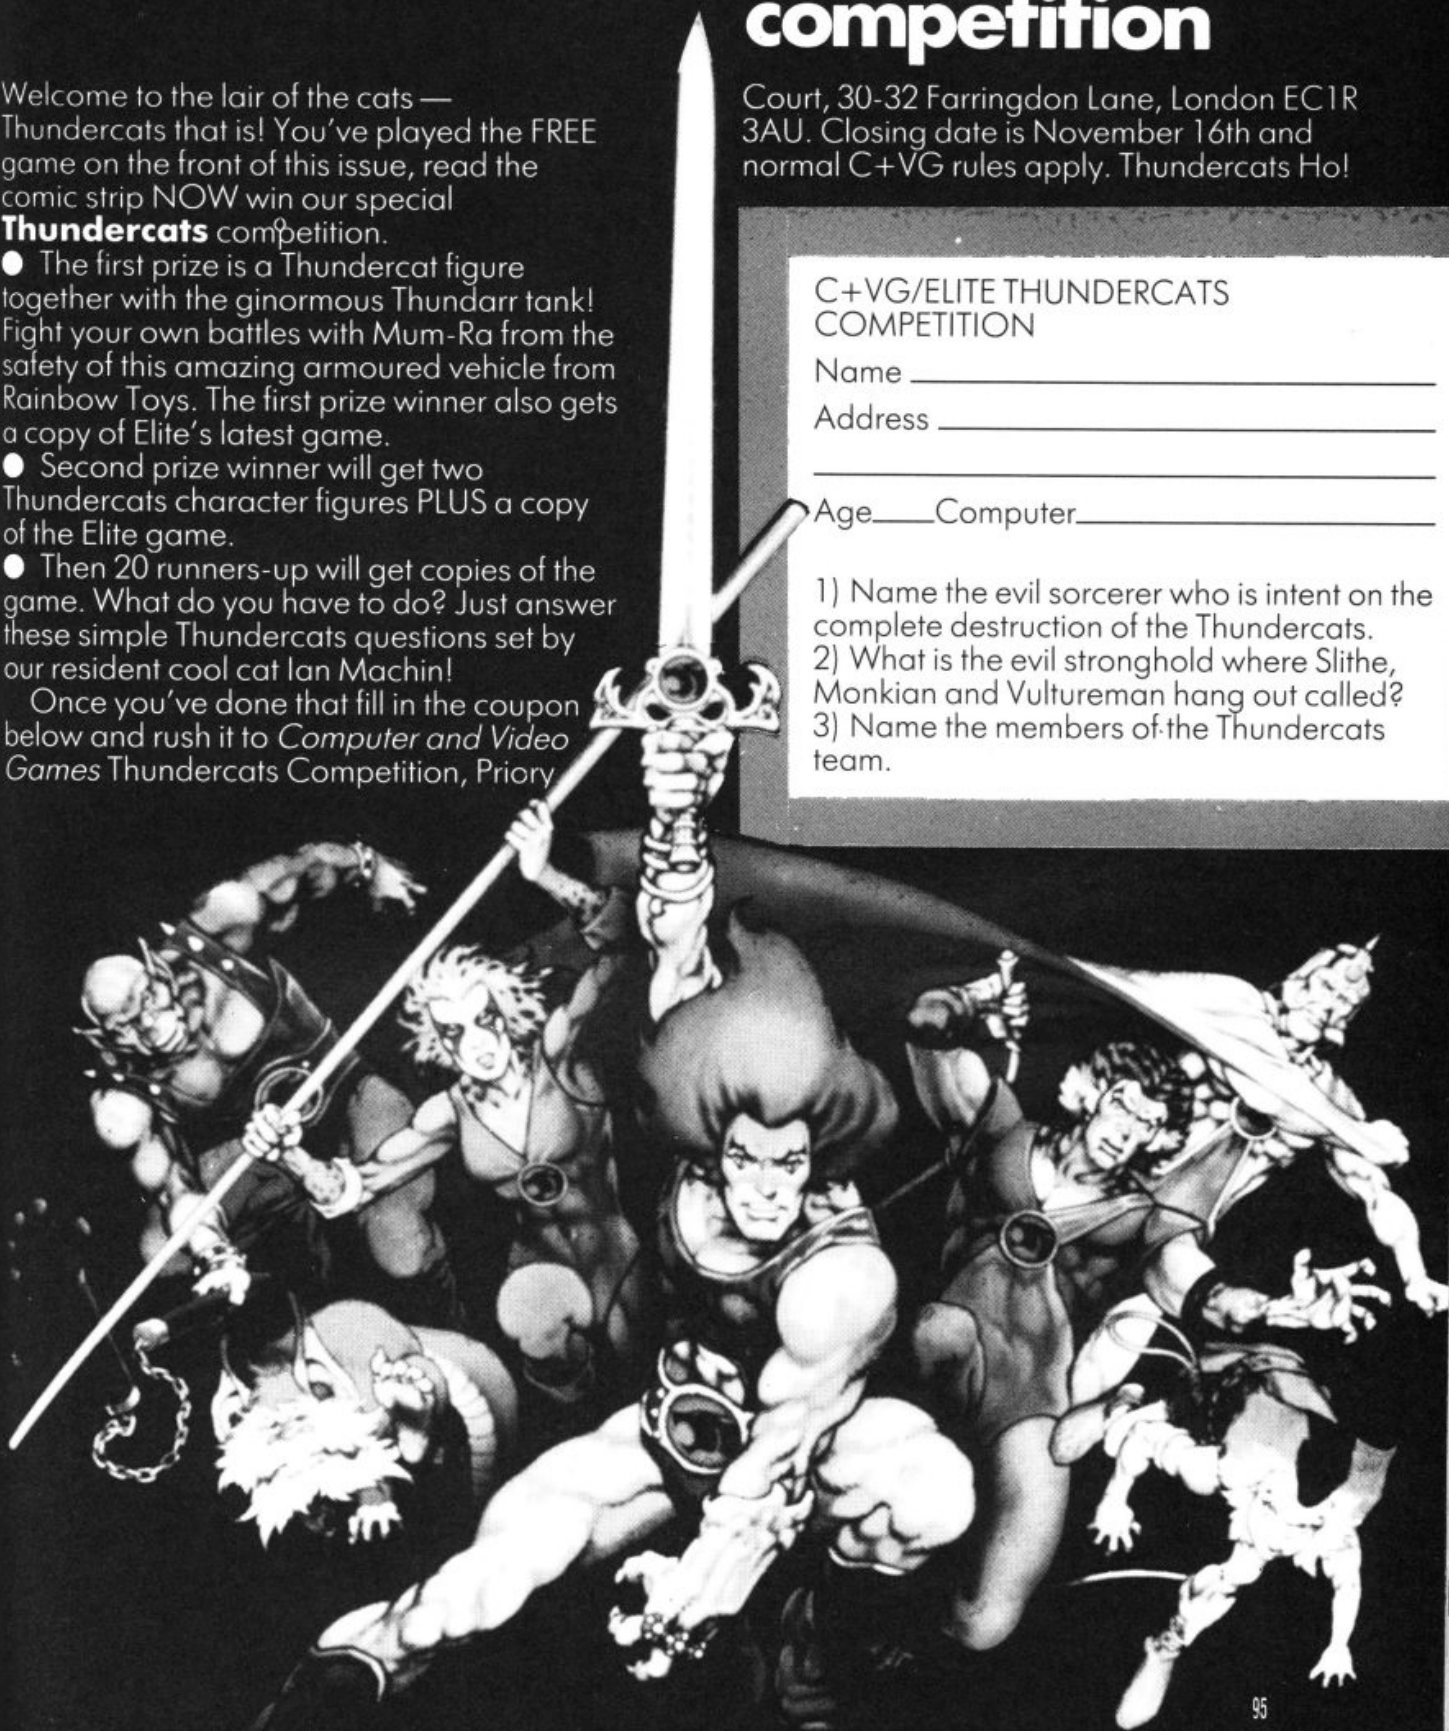 competition
Welcome to the lair of the cats —
Thundercats that is! You've played the FREE
game on the front of this issue, read the
comic strip NOW win our special
Thundercats competition.
● The first prize is a Thundercat figure
together with the ginormous Thundarr tank!
Fight your own battles with Mum-Ra from the
safety of this amazing armoured vehicle from
Rainbow Toys. The first prize winner also gets
a copy of Elite's latest game.
● Second prize winner will get two
Thundercats character figures PLUS a copy
of the Elite game.
● Then 20 runners-up will get copies of the
game. What do you have to do? Just answer
these simple Thundercats questions set by
our resident cool cat Ian Machin!
Once you've done that fill in the coupon
below and rush it to Computer and Video
Games Thundercats Competition, Priory
Court, 30-32 Farringdon Lane, London EC1R
3AU. Closing date is November 16th and
normal C+VG rules apply. Thundercats Ho!
C+VG/ELITE THUNDERCATS
COMPETITION
Name
Address
Age Computer
1) Name the evil sorcerer who is intent on the
complete destruction of the Thundercats.
2) What is the evil stronghold where Slithe,
Monkian and Vultureman hang out called?
3) Name the members of the Thundercats
team.
95